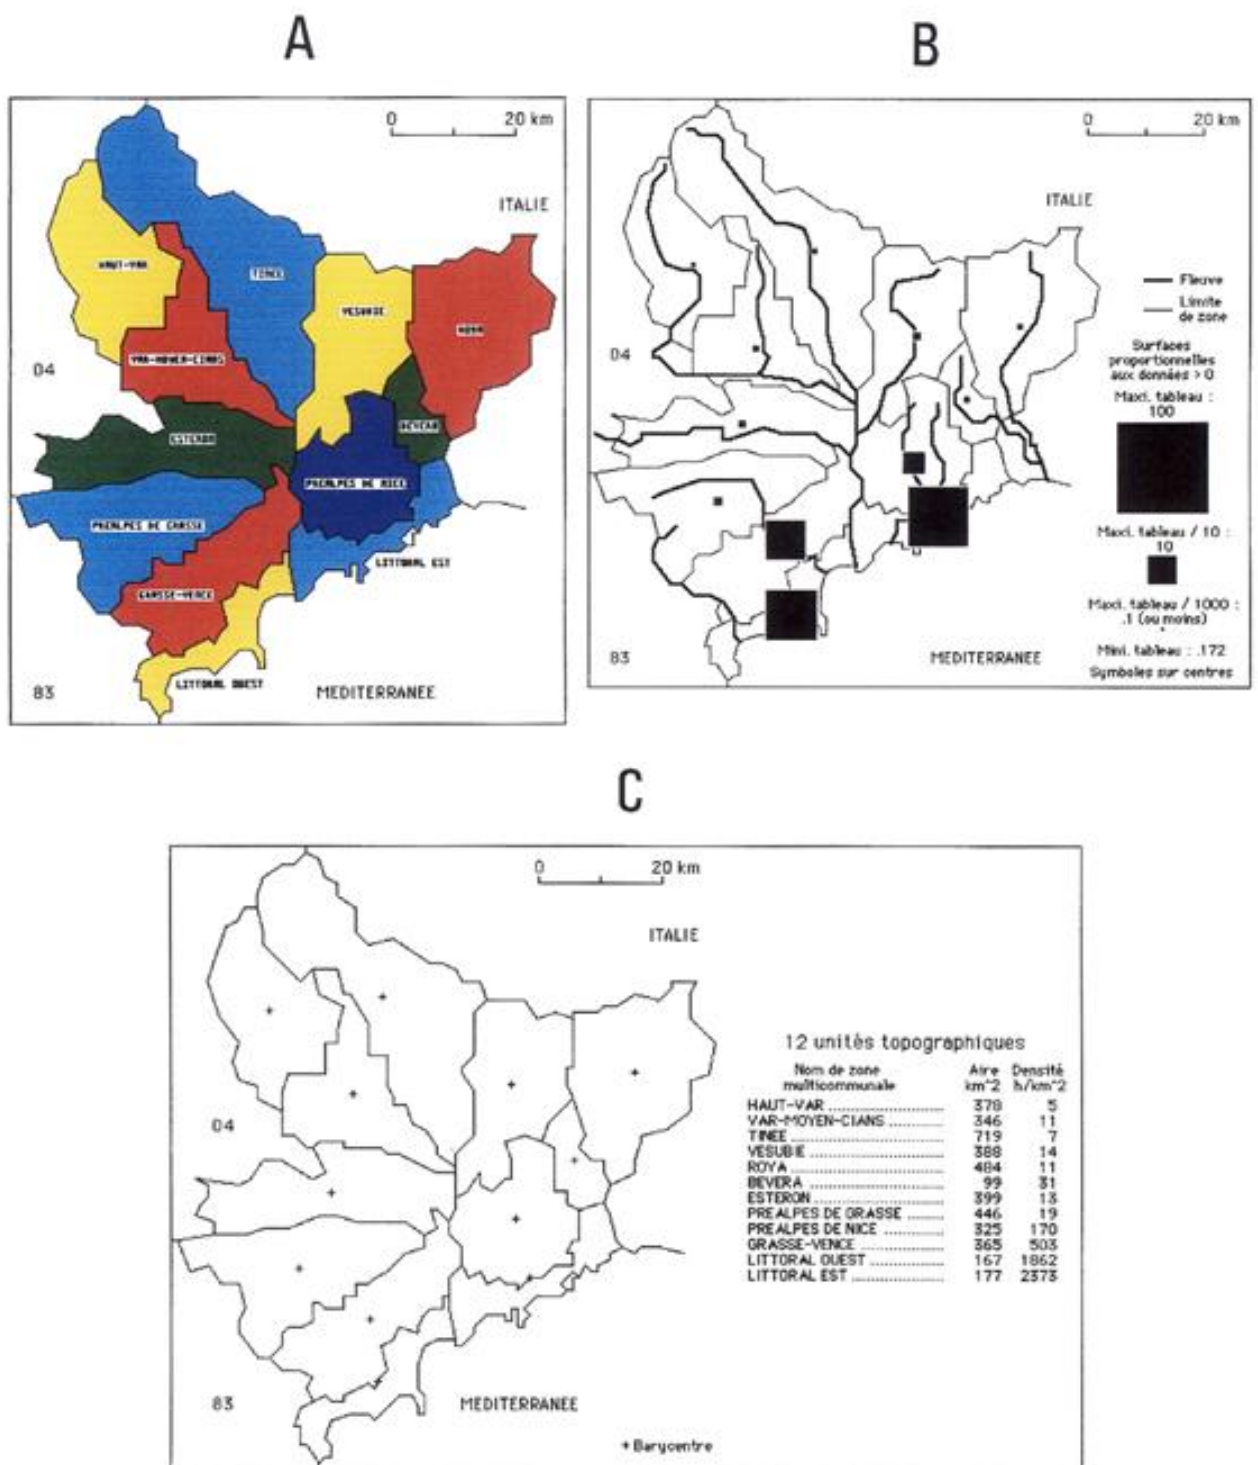 A
B
0 20 km
ITALIE
HAUT-VAR
TINEE
VESUBIE
ROYA
VAR-MOYEN-CIANS
04
ESTERON
BEVERA
PREALPES DE NICE
PREALPES DE GRASSE
LITTORAL EST
GRASSE-VENCE
LITTORAL OUEST
83
MEDITERRANEE
0 20 km
ITALIE
Fleuve
Limite
de zone
04
Surfaces
proportionnelles
aux données > 0
Maxi. tableau :
100
Maxi. tableau / 10 :
10
Maxi. tableau / 1000 :
.1 (ou moins)
Mini. tableau : .172
Symboles sur centres
83
MEDITERRANEE
C
0 20 km
ITALIE
12 unités topographiques
Nom de zone Aire Densité
multicommunale km^2 h/km^2
HAUT-VAR .................... 378 5
VAR-MOYEN-CIANS .......... 346 11
TINEE ........................... 719 7
VESUBIE ........................ 388 14
ROYA ............................ 484 11
BEVERA ......................... 99 31
ESTERON ....................... 399 13
PREALPES DE GRASSE ....... 446 19
PREALPES DE NICE ........... 325 170
GRASSE-VENCE ............... 365 503
LITTORAL OUEST ............. 167 1862
LITTORAL EST ................. 177 2373
04
83
MEDITERRANEE
+ Barycentre